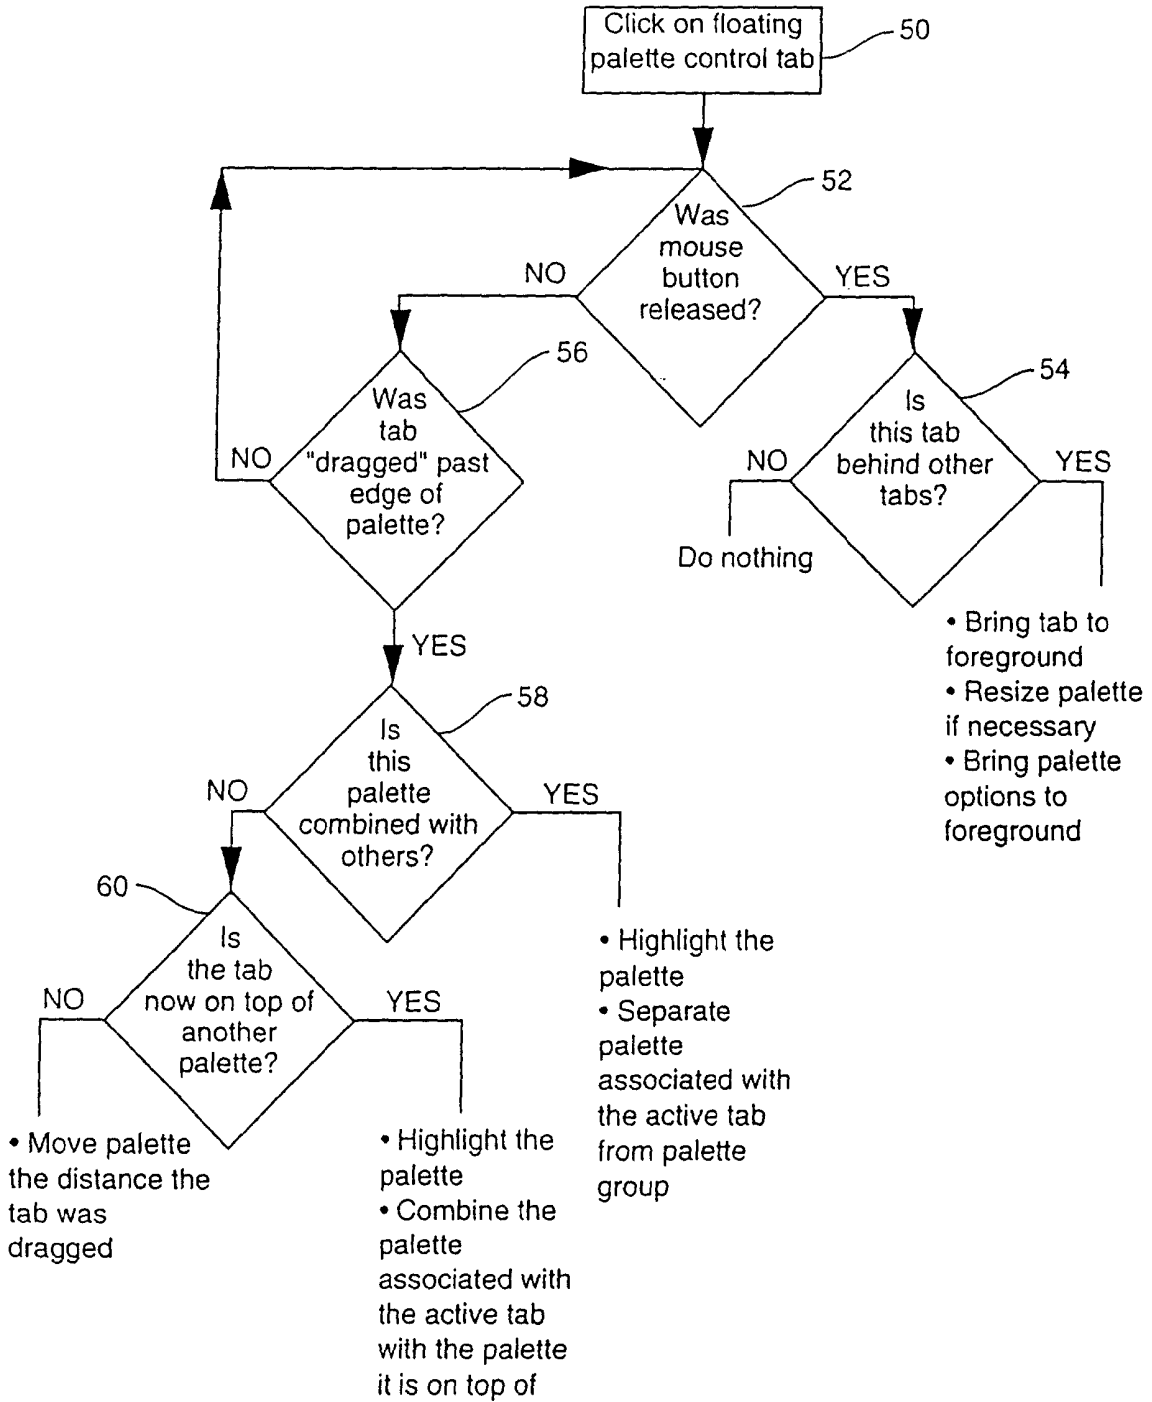 Click on floating
palette control tab
50
52
Was
mouse
button
released?
NO
YES
56
Was
tab
"dragged" past
edge of
palette?
NO
YES
54
Is
this tab
behind other
tabs?
NO
YES
Do nothing
• Bring tab to
foreground
• Resize palette
if necessary
• Bring palette
options to
foreground
58
Is
this
palette
combined with
others?
NO
YES
60
Is
the tab
now on top of
another
palette?
NO
YES
• Highlight the
palette
• Separate
palette
associated with
the active tab
from palette
group
• Move palette
the distance the
tab was
dragged
• Highlight the
palette
• Combine the
palette
associated with
the active tab
with the palette
it is on top of